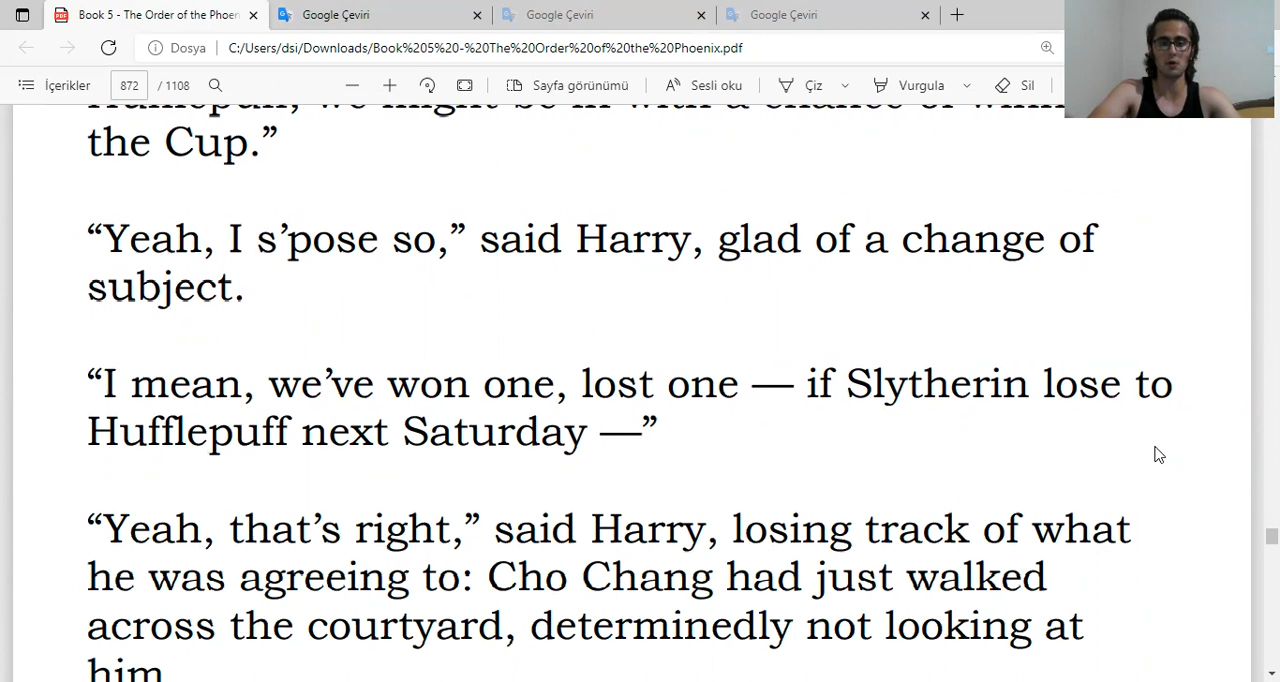 Book 5 - The Order of the Phoen
Google Çeviri
Google Çeviri
Google Çeviri
Dosya
C:/Users/dsi/Downloads/Book%205%20-%20The%20Order%20of%20the%20Phoenix.pdf
İçerikler
872
/ 1108
Sayfa görünümü
Sesli oku
Çiz
Vurgula
Sil
the Cup.”
“Yeah, I s’pose so,” said Harry, glad of a change of
subject.
“I mean, we’ve won one, lost one — if Slytherin lose to
Hufflepuff next Saturday —”
“Yeah, that’s right,” said Harry, losing track of what
he was agreeing to: Cho Chang had just walked
across the courtyard, determinedly not looking at
him